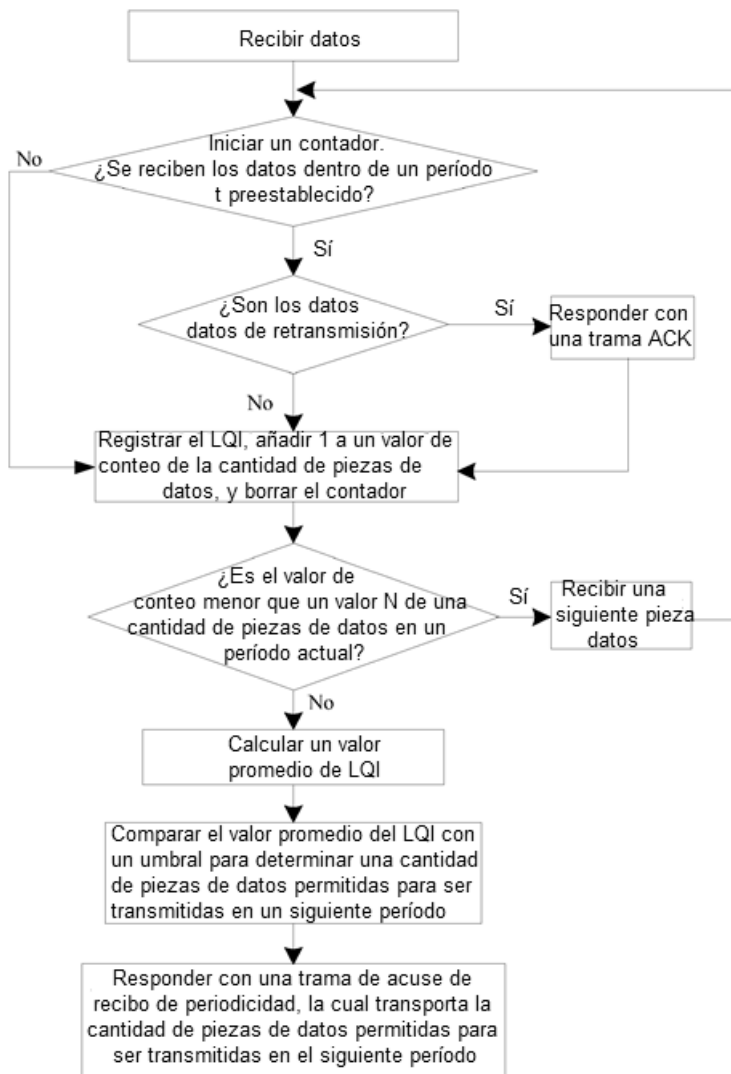 Recibir datos
Iniciar un contador.
¿Se reciben los datos dentro de un período
t preestablecido?
No
Sí
¿Son los datos
datos de retransmisión?
Sí
Responder con
una trama ACK
No
Registrar el LQI, añadir 1 a un valor de
conteo de la cantidad de piezas de
datos, y borrar el contador
¿Es el valor de
conteo menor que un valor N de una
cantidad de piezas de datos en un
período actual?
Sí
Recibir una
siguiente pieza
datos
No
Calcular un valor
promedio de LQI
Comparar el valor promedio del LQI con
un umbral para determinar una cantidad
de piezas de datos permitidas para ser
transmitidas en un siguiente período
Responder con una trama de acuse de
recibo de periodicidad, la cual transporta la
cantidad de piezas de datos permitidas para
ser transmitidas en el siguiente período